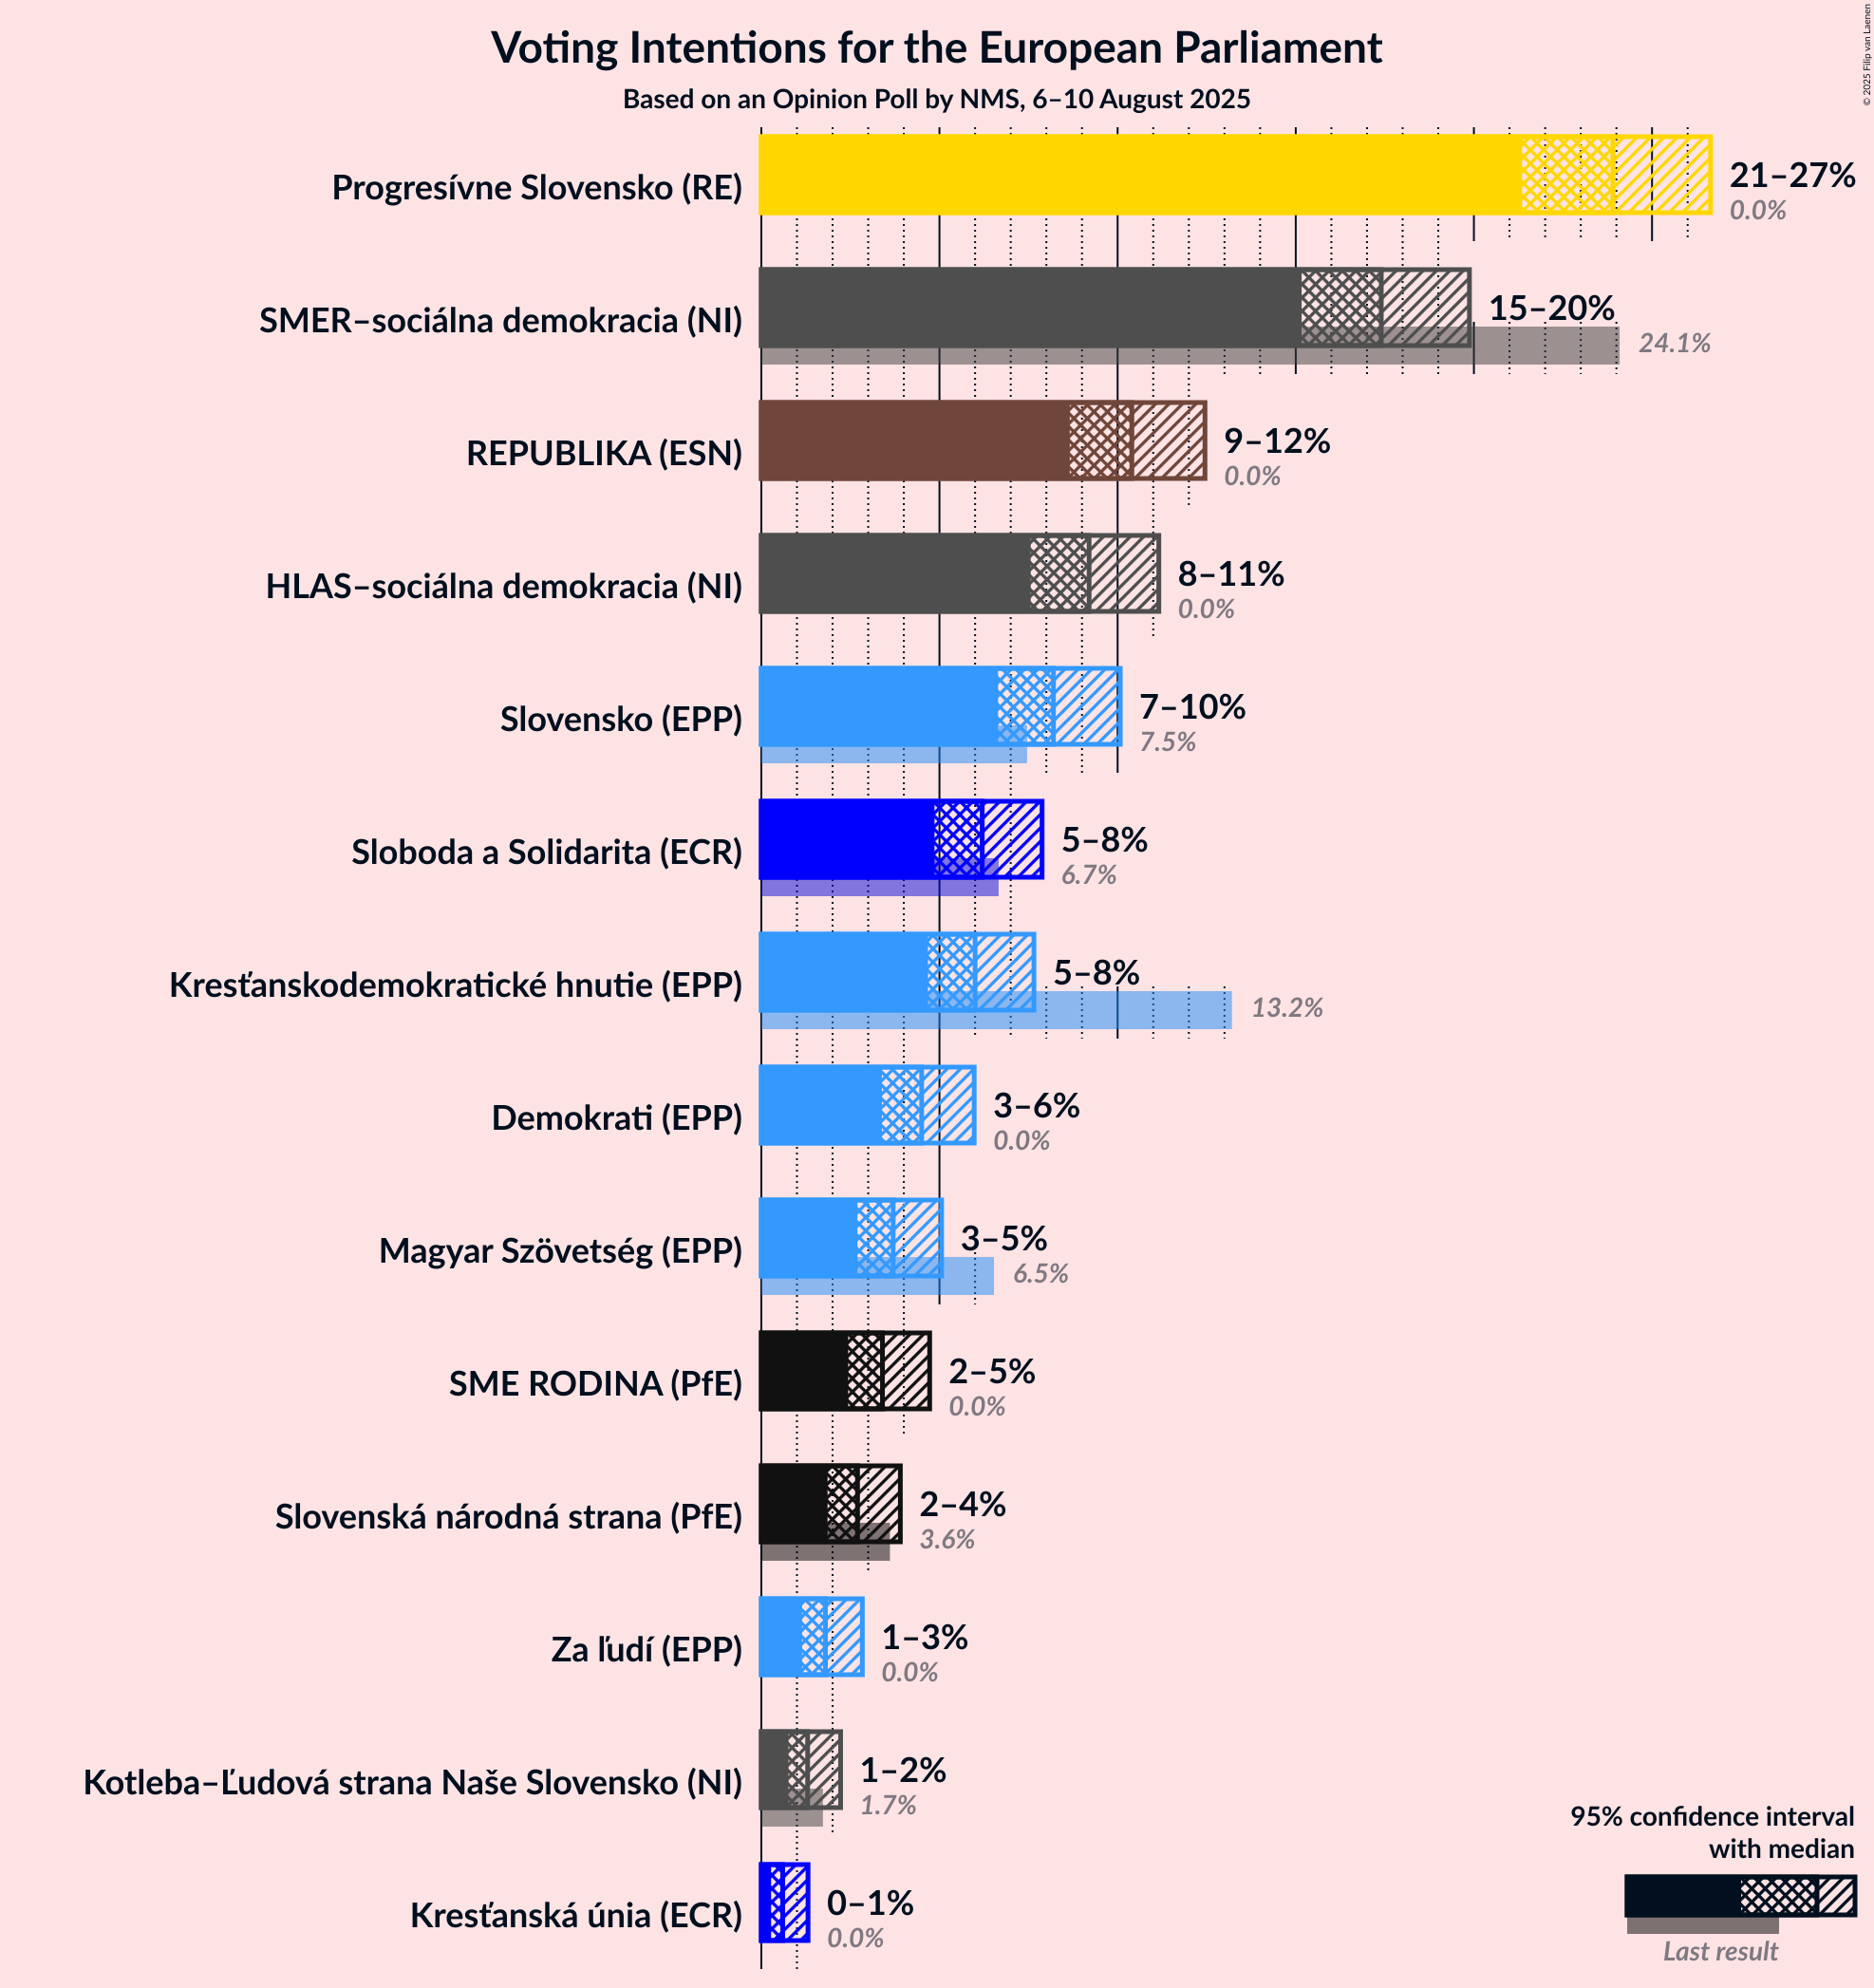 Voting Intentions for the European Parliament
Based on an Opinion Poll by NMS, 6–10 August 2025
© 2025 Filip van Laenen
Progresívne Slovensko (RE)
21–27%
0.0%
SMER–sociálna demokracia (NI)
15–20%
24.1%
REPUBLIKA (ESN)
9–12%
0.0%
HLAS–sociálna demokracia (NI)
8–11%
0.0%
Slovensko (EPP)
7–10%
7.5%
Sloboda a Solidarita (ECR)
5–8%
6.7%
Kresťanskodemokratické hnutie (EPP)
5–8%
13.2%
Demokrati (EPP)
3–6%
0.0%
Magyar Szövetség (EPP)
3–5%
6.5%
SME RODINA (PfE)
2–5%
0.0%
Slovenská národná strana (PfE)
2–4%
3.6%
Za ľudí (EPP)
1–3%
0.0%
Kotleba–Ľudová strana Naše Slovensko (NI)
1–2%
1.7%
Kresťanská únia (ECR)
0–1%
0.0%
95% confidence interval
with median
Last result